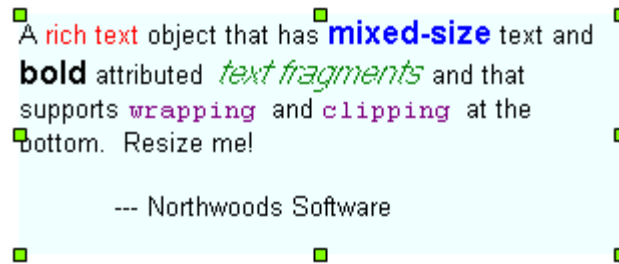 A rich text object that has mixed-size text and
bold attributed text fragments and that
supports wrapping and clipping at the
bottom. Resize me!
--- Northwoods Software